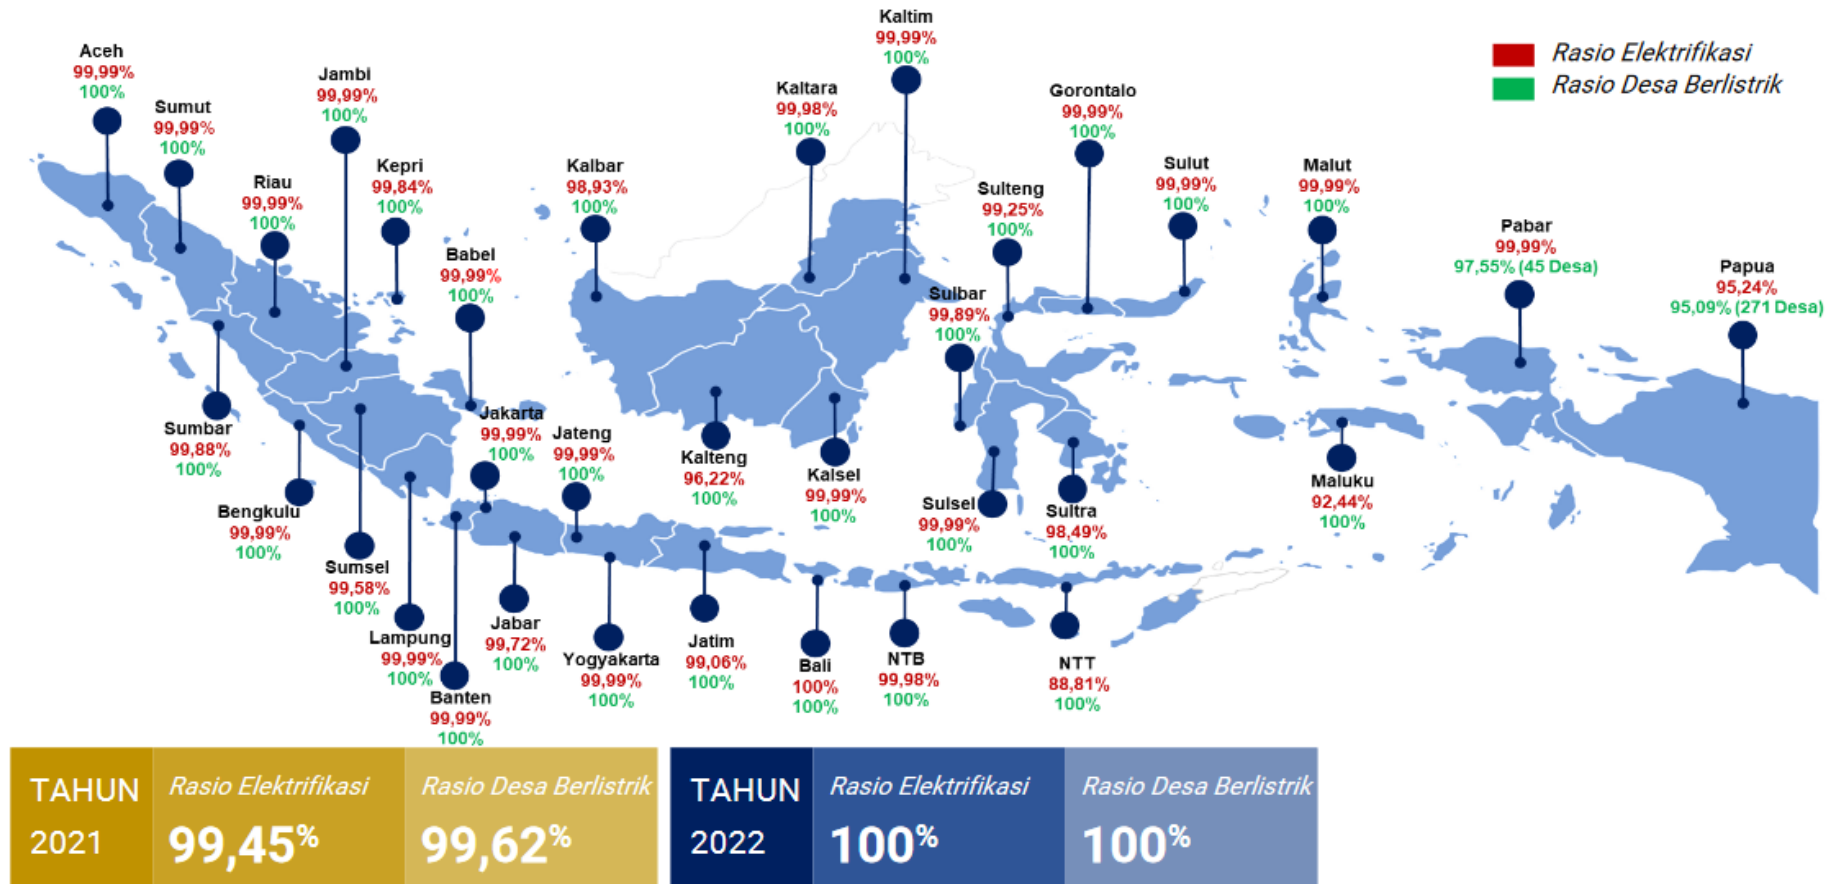 Kaltim
99,99%
100%
Rasio Elektrifikasi
Rasio Desa Berlistrik
Aceh
99,99%
100%
Sumut
99,99%
100%
Jambi
99,99%
100%
Riau
99,99%
100%
Kepri
99,84%
100%
Babel
99,99%
100%
Kalbar
98,93%
100%
Kaltara
99,98%
100%
Gorontalo
99,99%
100%
Sulteng
99,25%
100%
Sulut
99,99%
100%
Malut
99,99%
100%
Pabar
99,99%
97,55% (45 Desa)
Papua
95,24%
95,09% (271 Desa)
Sulbar
99,89%
100%
Sumbar
99,88%
100%
Bengkulu
99,99%
100%
Sumsel
99,58%
100%
Lampung
99,99%
100%
Banten
99,99%
100%
Jakarta
99,99%
100%
Jateng
99,99%
100%
Jabar
99,72%
100%
Yogyakarta
99,99%
100%
Jatim
99,06%
100%
Kalteng
96,22%
100%
Kalsel
99,99%
100%
Sulsel
99,99%
100%
Sultra
98,49%
100%
Maluku
92,44%
100%
Bali
100%
100%
NTB
99,98%
100%
NTT
88,81%
100%
TAHUN
2021
Rasio Elektrifikasi
99,45%
Rasio Desa Berlistrik
99,62%
TAHUN
2022
Rasio Elektrifikasi
100%
Rasio Desa Berlistrik
100%